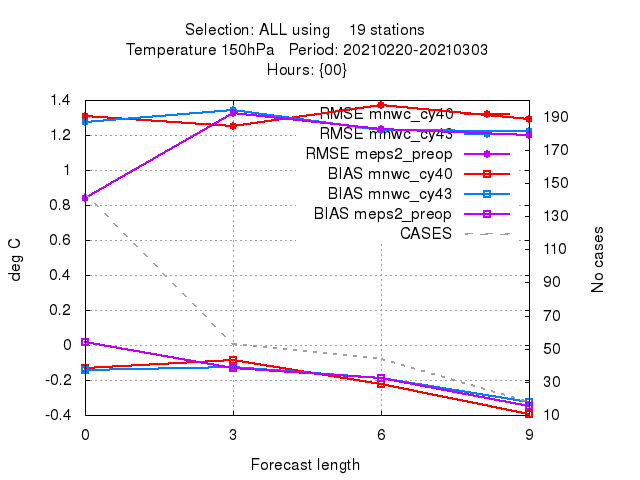 Selection: ALL using 19 stations
Temperature 150hPa Period: 20210220-20210303
Hours: {00}
1.4
1.2
1
0.8
0.6
0.4
0.2
0
-0.2
-0.4
deg C
RMSE mnwc_cy40
RMSE mnwc_cy43
RMSE meps2_preop
BIAS mnwc_cy40
BIAS mnwc_cy43
BIAS meps2_preop
CASES
190
170
150
130
110
90
70
50
30
10
No cases
0 3 6 9
Forecast length